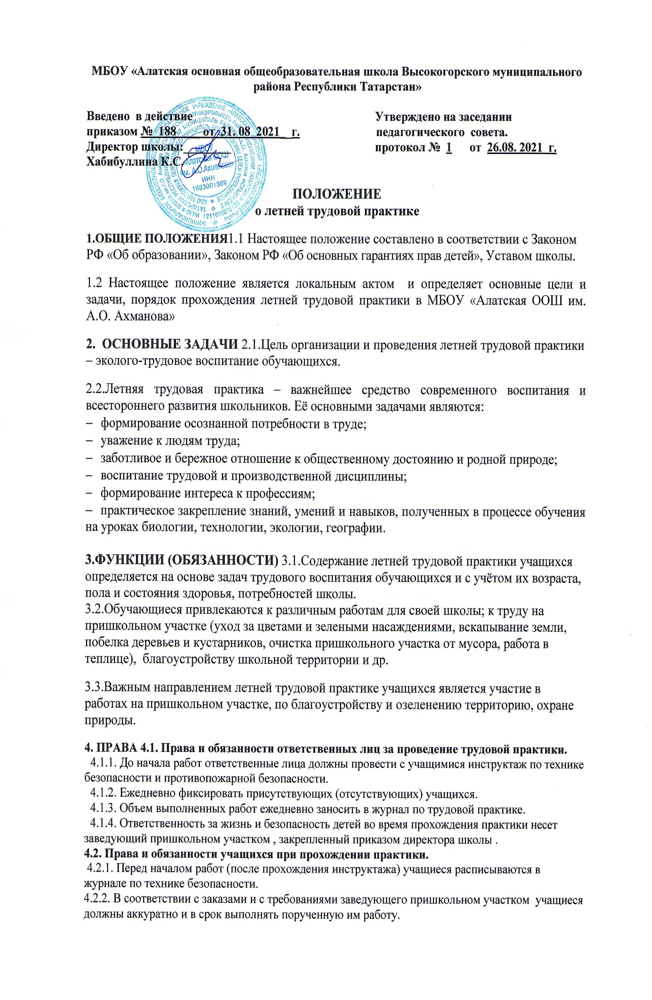 МБОУ «Алатская основная общеобразовательная школа Высокогорского муниципального
района Республики Татарстан»
Введено  в действие
приказом №  188         от  31. 08  2021    г.
Директор школы:
Хабибуллина К.С.
Утверждено на заседании
педагогического  совета.
протокол №  1      от  26.08. 2021  г.
МБОУ
«Алатская ООШ
им. А.О.Ахманова»
ИНН
1683001369
ОГРН 1211600076128
ПОЛОЖЕНИЕ
о летней трудовой практике
1.ОБЩИЕ ПОЛОЖЕНИЯ1.1 Настоящее положение составлено в соответствии с Законом
РФ «Об образовании», Законом РФ «Об основных гарантиях прав детей», Уставом школы.
1.2 Настоящее положение является локальным актом  и определяет основные цели и
задачи, порядок прохождения летней трудовой практики в МБОУ «Алатская ООШ им.
А.О. Ахманова»
2.  ОСНОВНЫЕ ЗАДАЧИ 2.1.Цель организации и проведения летней трудовой практики
– эколого-трудовое воспитание обучающихся.
2.2.Летняя трудовая практика – важнейшее средство современного воспитания и
всестороннего развития школьников. Её основными задачами являются:
–  формирование осознанной потребности в труде;
–  уважение к людям труда;
–  заботливое и бережное отношение к общественному достоянию и родной природе;
–  воспитание трудовой и производственной дисциплины;
–  формирование интереса к профессиям;
–  практическое закрепление знаний, умений и навыков, полученных в процессе обучения
на уроках биологии, технологии, экологии, географии.
3.ФУНКЦИИ (ОБЯЗАННОСТИ) 3.1.Содержание летней трудовой практики учащихся
определяется на основе задач трудового воспитания обучающихся и с учётом их возраста,
пола и состояния здоровья, потребностей школы.
3.2.Обучающиеся привлекаются к различным работам для своей школы; к труду на
пришкольном участке (уход за цветами и зелеными насаждениями, вскапывание земли,
побелка деревьев и кустарников, очистка пришкольного участка от мусора, работа в
теплице),  благоустройству школьной территории и др.
3.3.Важным направлением летней трудовой практике учащихся является участие в
работах на пришкольном участке, по благоустройству и озеленению территорию, охране
природы.
4. ПРАВА 4.1. Права и обязанности ответственных лиц за проведение трудовой практики.
4.1.1. До начала работ ответственные лица должны провести с учащимися инструктаж по технике
безопасности и противопожарной безопасности.
4.1.2. Ежедневно фиксировать присутствующих (отсутствующих) учащихся.
4.1.3. Объем выполненных работ ежедневно заносить в журнал по трудовой практике.
4.1.4. Ответственность за жизнь и безопасность детей во время прохождения практики несет
заведующий пришкольном участком , закрепленный приказом директора школы .
4.2. Права и обязанности учащихся при прохождении практики.
4.2.1. Перед началом работ (после прохождения инструктажа) учащиеся расписываются в
журнале по технике безопасности.
4.2.2. В соответствии с заказами и с требованиями заведующего пришкольном участком  учащиеся
должны аккуратно и в срок выполнять порученную им работу.